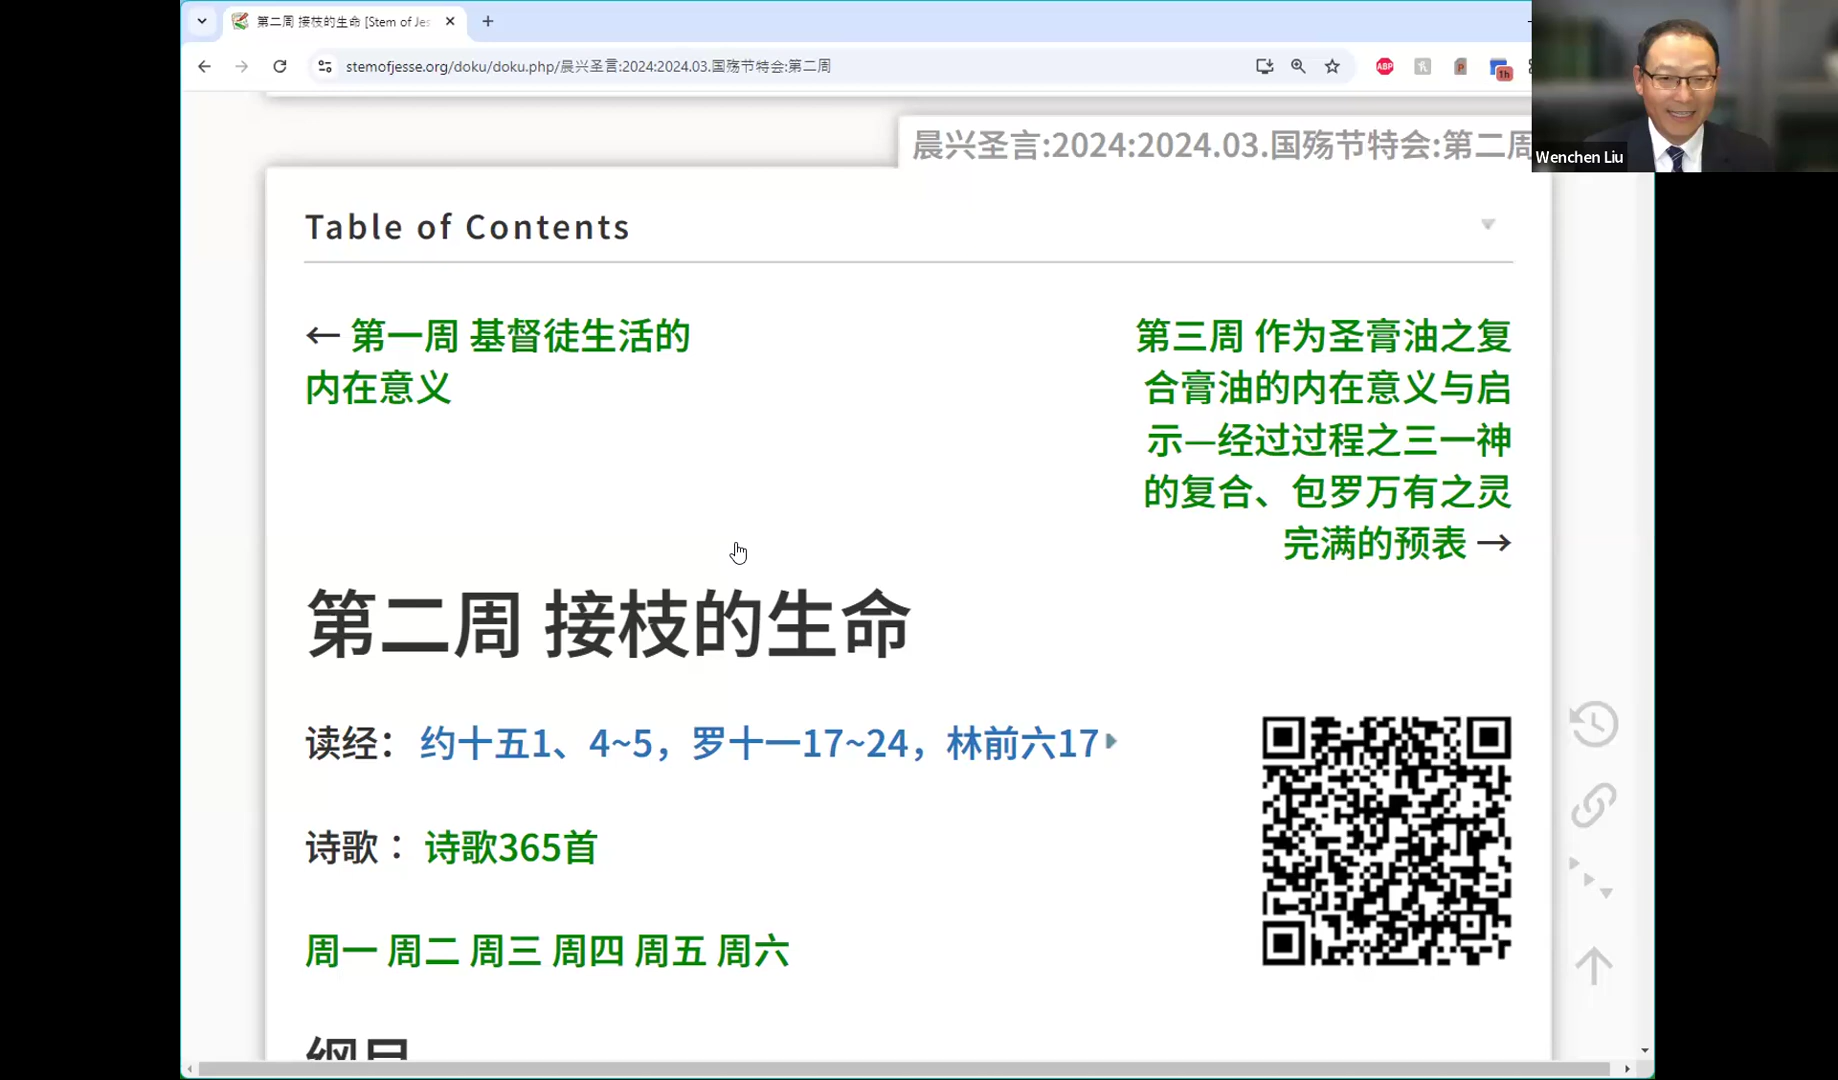 第二周 接枝的生命 [Stem of Jes
stemofjesse.org/doku/doku.php/晨兴圣言:2024:2024.03.国殇节特会:第二周
ABP
1h
Wenchen Liu
晨兴圣言:2024:2024.03.国殇节特会:第二周
Table of Contents
← 第一周 基督徒生活的
内在意义
第三周 作为圣膏油之复
合膏油的内在意义与启
示—经过过程之三一神
的复合、包罗万有之灵
完满的预表 →
第二周 接枝的生命
读经：约十五1、4~5，罗十一17~24，林前六17
诗歌：诗歌365首
周一 周二 周三 周四 周五 周六
纲目